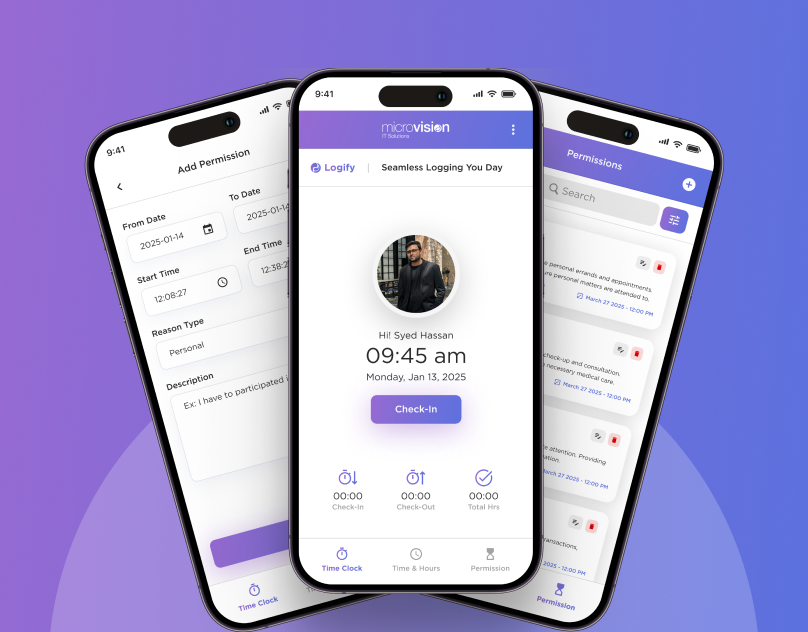 9:41
Add Permission
From Date
To Date
2025-01-14
2025-01-14
Start Time
End Time
12:08:27
12:38:2
Reason Type
Personal
Description
Ex: I have to participated i
Time Clock
9:41
microvision
IT Solutions
Logify | Seamless Logging You Day
Hi! Syed Hassan
09:45 am
Monday, Jan 13, 2025
Check-In
00:00
00:00
00:00
Check-In
Check-Out
Total Hrs
Time Clock
Time & Hours
Permission
Permissions
Search
personal errands and appointments.
personal matters are attended to.
March 27 2025 - 12:00 PM
check-up and consultation.
necessary medical care.
March 27 2025 - 12:00 PM
attention. Providing
March 27 2025 - 12:00 PM
2025 - 12:00 PM
Permission